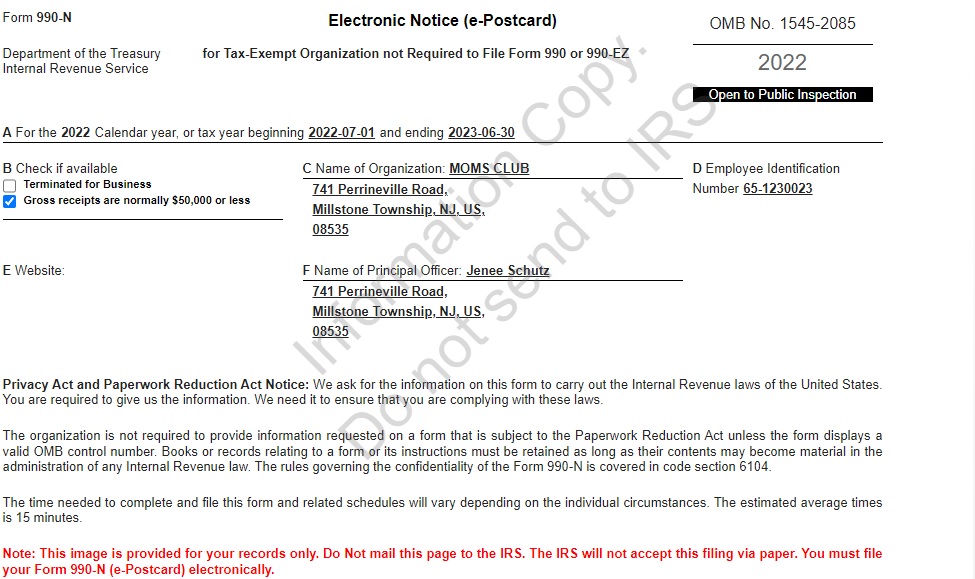 Form 990-N
Electronic Notice (e-Postcard)
OMB No. 1545-2085
Department of the Treasury
Internal Revenue Service
for Tax-Exempt Organization not Required to File Form 990 or 990-EZ
2022
Open to Public Inspection
A For the 2022 Calendar year, or tax year beginning 2022-07-01 and ending 2023-06-30
B Check if available
Terminated for Business
Gross receipts are normally $50,000 or less
C Name of Organization: MOMS CLUB
741 Perrineville Road,
Millstone Township, NJ, US,
08535
D Employee Identification
Number 65-1230023
E Website:
F Name of Principal Officer: Jenee Schutz
741 Perrineville Road,
Millstone Township, NJ, US,
08535
Privacy Act and Paperwork Reduction Act Notice: We ask for the information on this form to carry out the Internal Revenue laws of the United States.
You are required to give us the information. We need it to ensure that you are complying with these laws.
The organization is not required to provide information requested on a form that is subject to the Paperwork Reduction Act unless the form displays a
valid OMB control number. Books or records relating to a form or its instructions must be retained as long as their contents may become material in the
administration of any Internal Revenue law. The rules governing the confidentiality of the Form 990-N is covered in code section 6104.
The time needed to complete and file this form and related schedules will vary depending on the individual circumstances. The estimated average times
is 15 minutes.
Note: This image is provided for your records only. Do Not mail this page to the IRS. The IRS will not accept this filing via paper. You must file
your Form 990-N (e-Postcard) electronically.
Information Copy.
Do not send to IRS